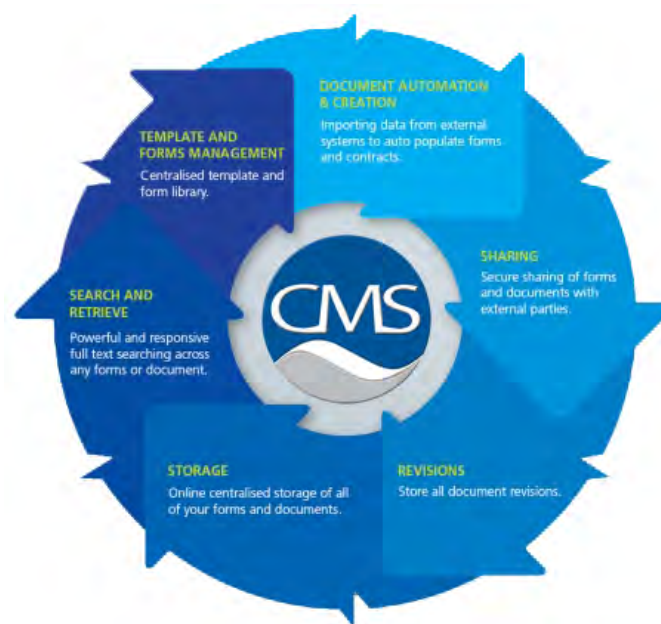 DOCUMENT AUTOMATION
& CREATION
Importing data from external
systems to auto populate forms
and contracts.
SHARING
Secure sharing of forms
and documents with
external parties.
REVISIONS
Store all document revisions.
STORAGE
Online centralised storage of all
of your forms and documents.
SEARCH AND
RETRIEVE
Powerful and responsive
full text searching across
any forms or document.
TEMPLATE AND
FORMS MANAGEMENT
Centralised template and
form library.
CMS